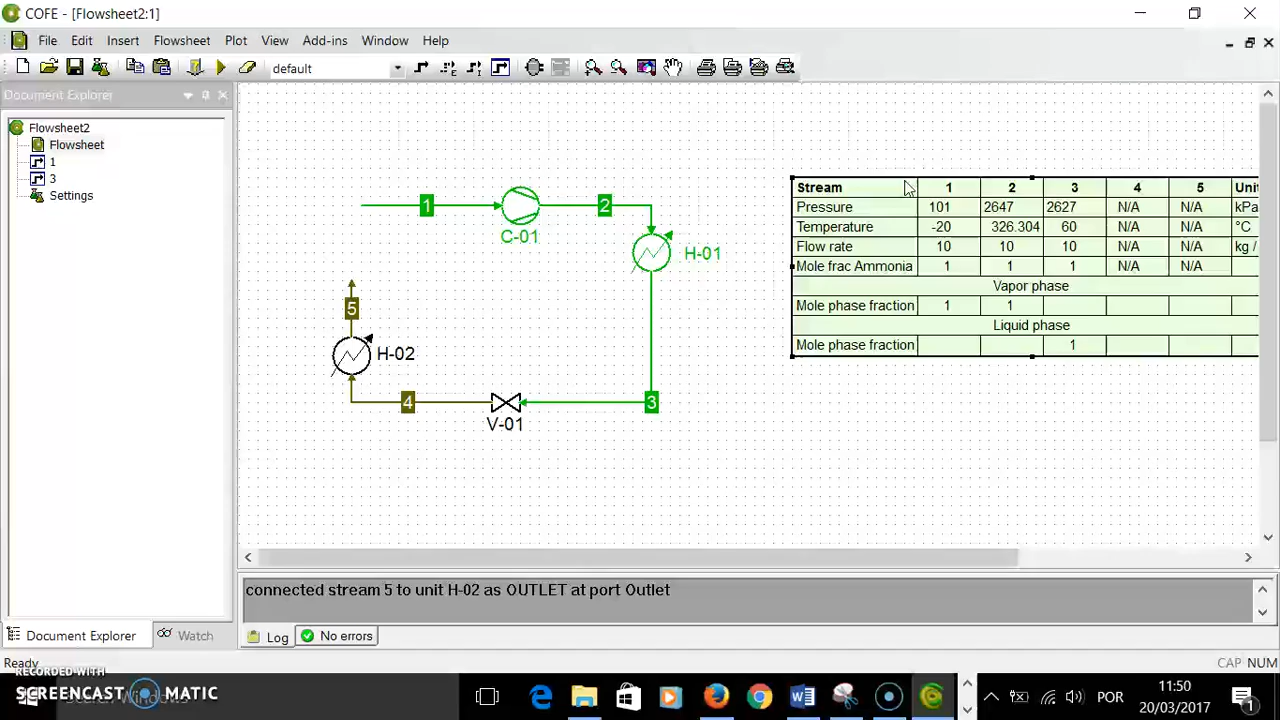 COFE - [Flowsheet2:1]
File Edit Insert Flowsheet Plot View Add-ins Window Help
default
Document Explorer
Flowsheet2
Flowsheet
1
3
Settings
1
2
C-01
H-01
5
H-02
4
V-01
3
Stream 1 2 3 4 5 Unit
Pressure 101 2647 2627 N/A N/A kPa
Temperature -20 326.304 60 N/A N/A °C
Flow rate 10 10 10 N/A N/A kg /
Mole frac Ammonia 1 1 1 N/A N/A
Vapor phase
Mole phase fraction 1 1
Liquid phase
Mole phase fraction 1
connected stream 5 to unit H-02 as OUTLET at port Outlet
Document Explorer Watch
Log No errors
Ready
CAP NUM
RECORDED WITH
SCREENCAST MATIC
Search Windows
POR
11:50
20/03/2017
1